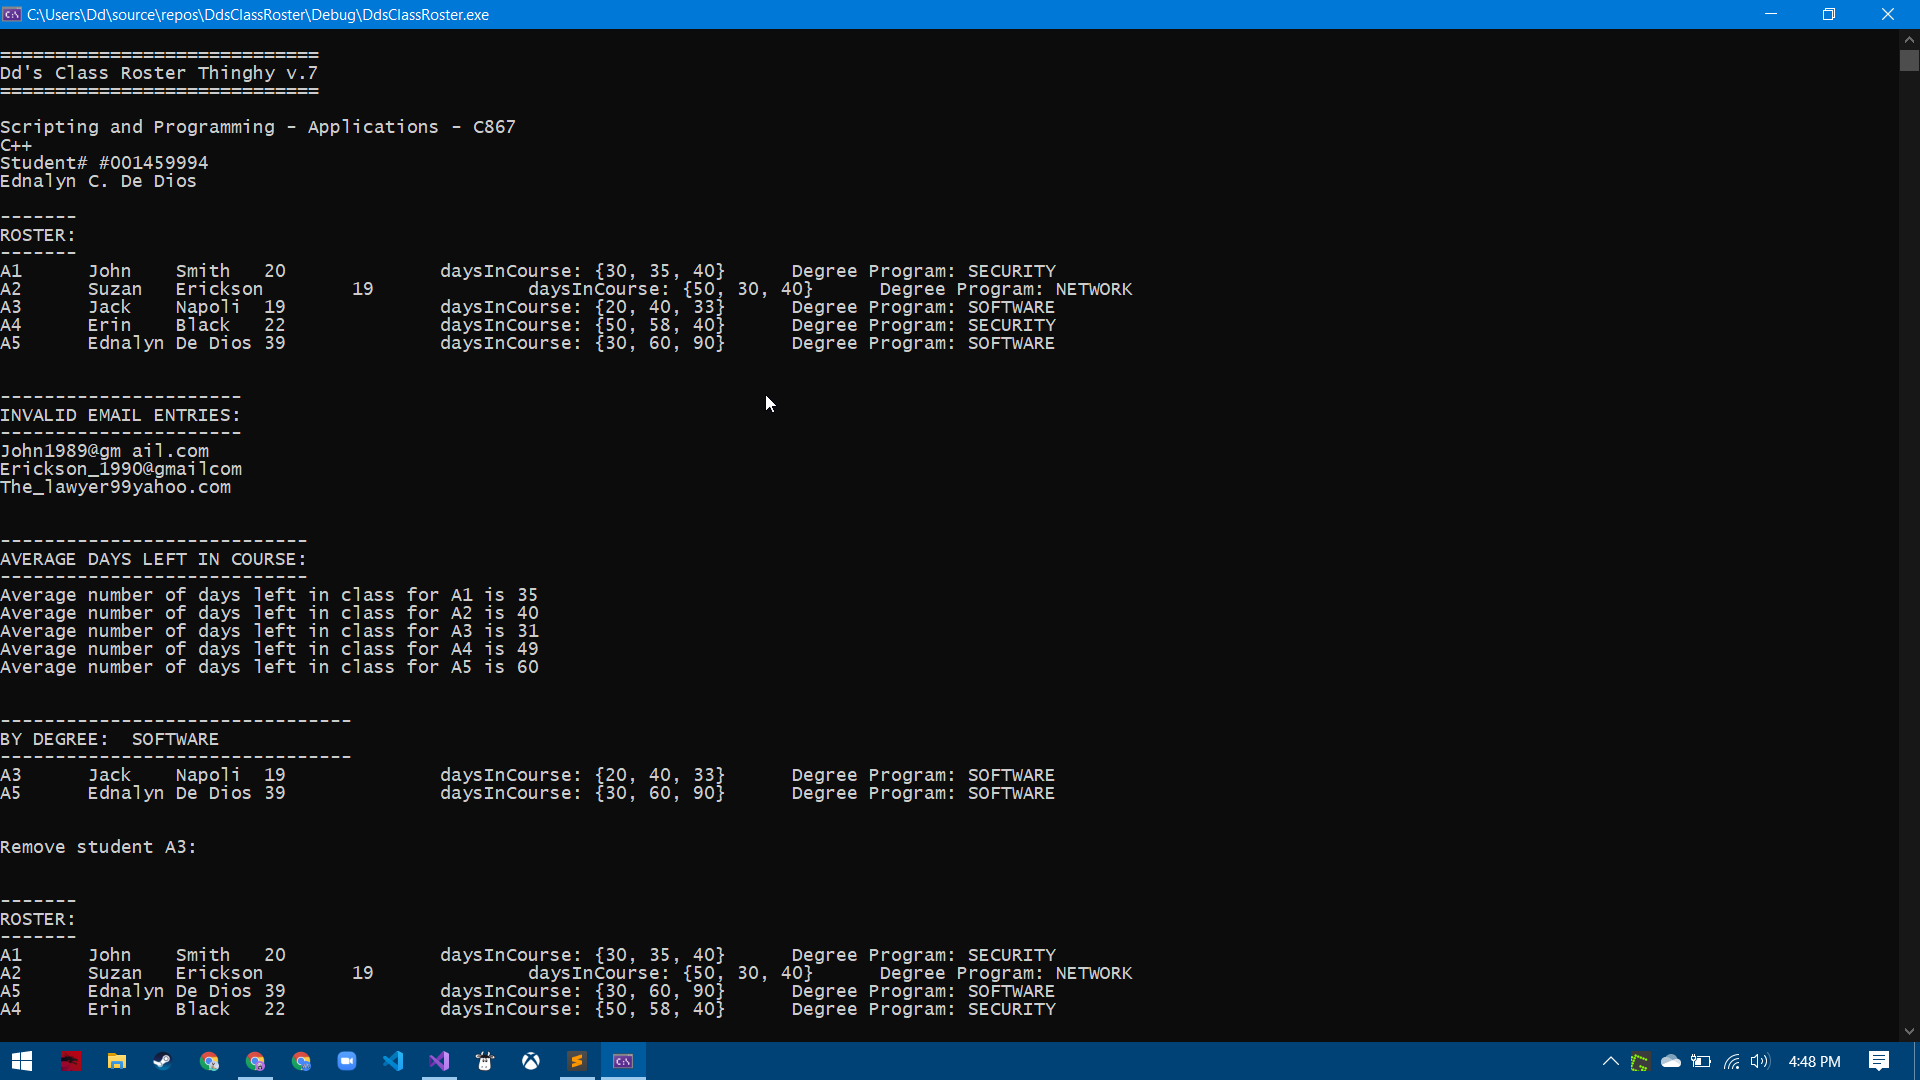 C:\Users\Dd\source\repos\DdsClassRoster\Debug\DdsClassRoster.exe
=============================
Dd's Class Roster Thinghy v.7
=============================
Scripting and Programming - Applications - C867
C++
Student# #001459994
Ednalyn C. De Dios
-------
ROSTER:
-------
A1 John Smith 20 daysInCourse: {30, 35, 40} Degree Program: SECURITY
A2 Suzan Erickson 19 daysInCourse: {50, 30, 40} Degree Program: NETWORK
A3 Jack Napoli 19 daysInCourse: {20, 40, 33} Degree Program: SOFTWARE
A4 Erin Black 22 daysInCourse: {50, 58, 40} Degree Program: SECURITY
A5 Ednalyn De Dios 39 daysInCourse: {30, 60, 90} Degree Program: SOFTWARE
----------------------
INVALID EMAIL ENTRIES:
----------------------
John1989@gm ail.com
Erickson_1990@gmailcom
The_lawyer99yahoo.com
----------------------------
AVERAGE DAYS LEFT IN COURSE:
----------------------------
Average number of days left in class for A1 is 35
Average number of days left in class for A2 is 40
Average number of days left in class for A3 is 31
Average number of days left in class for A4 is 49
Average number of days left in class for A5 is 60
--------------------------------
BY DEGREE:  SOFTWARE
--------------------------------
A3 Jack Napoli 19 daysInCourse: {20, 40, 33} Degree Program: SOFTWARE
A5 Ednalyn De Dios 39 daysInCourse: {30, 60, 90} Degree Program: SOFTWARE
Remove student A3:
-------
ROSTER:
-------
A1 John Smith 20 daysInCourse: {30, 35, 40} Degree Program: SECURITY
A2 Suzan Erickson 19 daysInCourse: {50, 30, 40} Degree Program: NETWORK
A5 Ednalyn De Dios 39 daysInCourse: {30, 60, 90} Degree Program: SOFTWARE
A4 Erin Black 22 daysInCourse: {50, 58, 40} Degree Program: SECURITY
4:48 PM